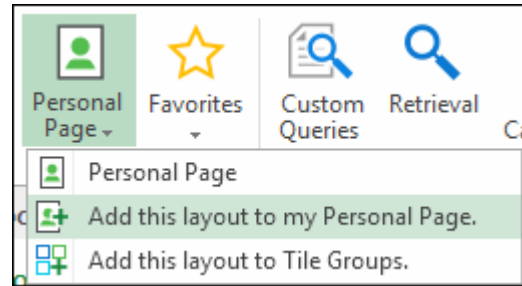 Personal Page
Favorites
Custom Queries
Retrieval
Personal Page
Add this layout to my Personal Page.
Add this layout to Tile Groups.